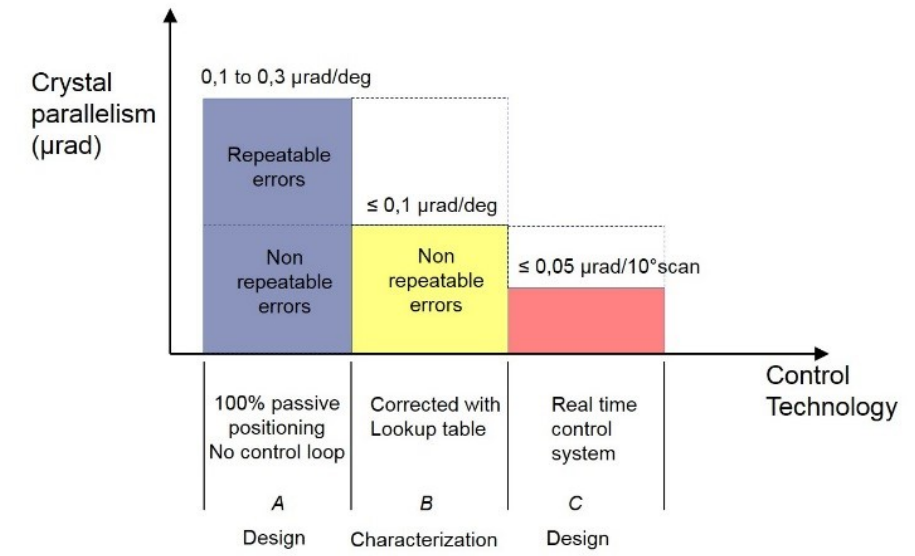 Crystal
parallelism
(µrad)
0,1 to 0,3 µrad/deg
Repeatable
errors
Non
repeatable
errors
≤ 0,1 µrad/deg
Non
repeatable
errors
≤ 0,05 µrad/10°scan
Control
Technology
100% passive
positioning
No control loop
A
Design
Corrected with
Lookup table
B
Characterization
Real time
control
system
C
Design